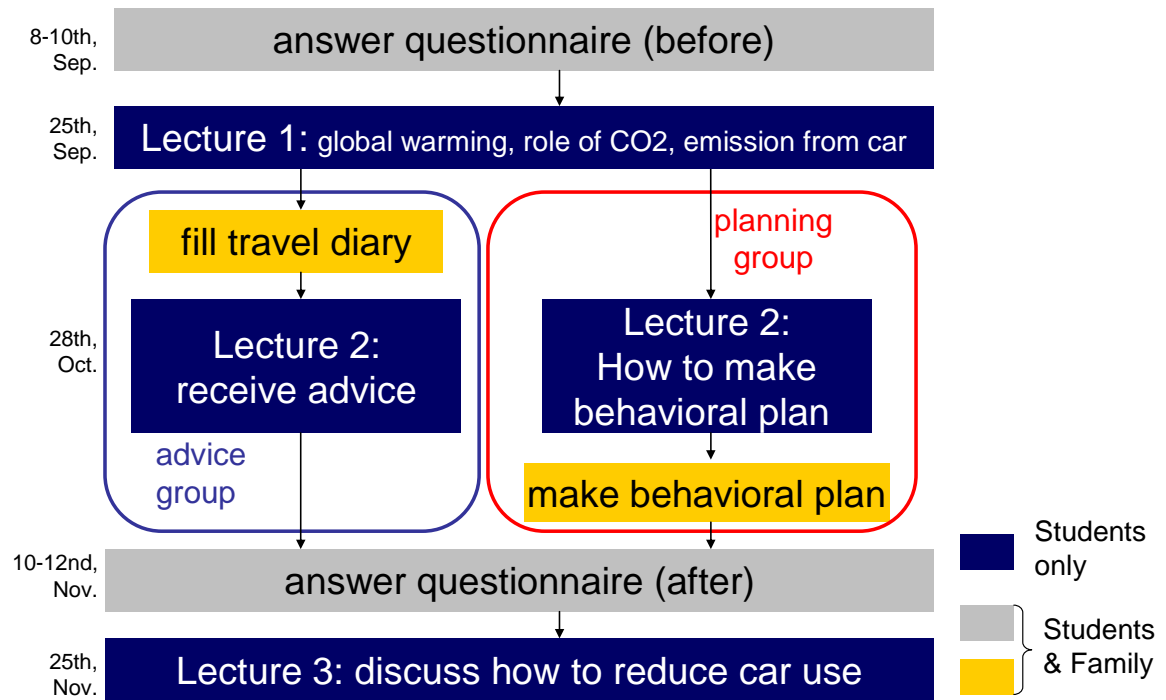 8-10th,
Sep.
answer questionnaire (before)
25th,
Sep.
Lecture 1: global warming, role of CO2, emission from car
fill travel diary
planning
group
28th,
Oct.
Lecture 2:
receive advice
Lecture 2:
How to make
behavioral plan
advice
group
make behavioral plan
10-12nd,
Nov.
answer questionnaire (after)
25th,
Nov.
Lecture 3: discuss how to reduce car use
Students
only
Students
& Family